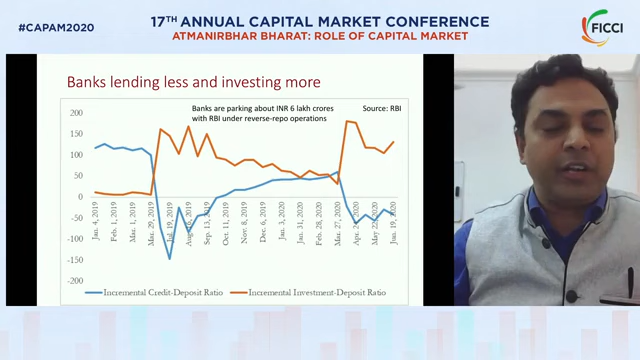 #CAPAM2020
17TH ANNUAL CAPITAL MARKET CONFERENCE
ATMANIRBHAR BHARAT: ROLE OF CAPITAL MARKET
FICCI
Banks lending less and investing more
Banks are parking about INR 6 lakh crores
with RBI under reverse-repo operations
Source: RBI
200
150
100
50
0
-50
-100
-150
-200
Jan. 4, 2019
Feb. 1, 2019
Mar. 1, 2019
Mar. 29, 2019
Jul. 19, 2019
Aug. 16, 2019
Sep. 13, 2019
Oct. 11, 2019
Nov. 8, 2019
Dec. 6, 2019
Jan. 3, 2020
Jan. 31, 2020
Feb. 28, 2020
Mar. 27, 2020
Apr. 24, 2020
May 22, 2020
Jun. 19, 2020
Incremental Credit-Deposit Ratio
Incremental Investment-Deposit Ratio